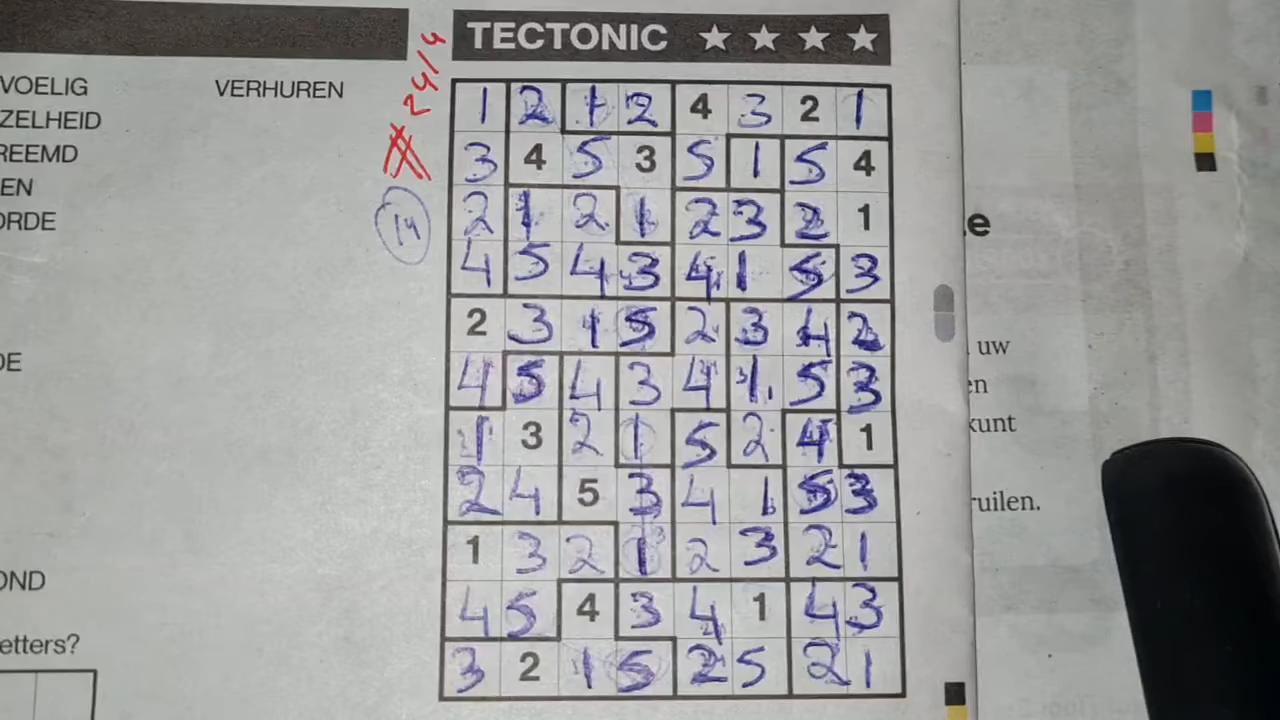 TECTONIC ★ ★ ★ ★
VOELIG VERHUREN
ZELHEID
REEMD
EN
ORDE
DE
OND
etters?
# 24/4
14
1 2 1 2 4 3 2 1
3 4 5 3 5 1 5 4
2 1 2 1 2 3 2 1
4 5 4 3 4 1 5 3
2 3 1 5 2 3 4 2
4 5 4 3 4 1 5 3
1 3 2 1 5 2 4 1
2 4 5 3 4 1 5 3
1 3 2 1 2 3 2 1
4 5 4 3 4 1 4 3
3 2 1 5 2 5 2 1
e
uw
en
kunt
ruilen.